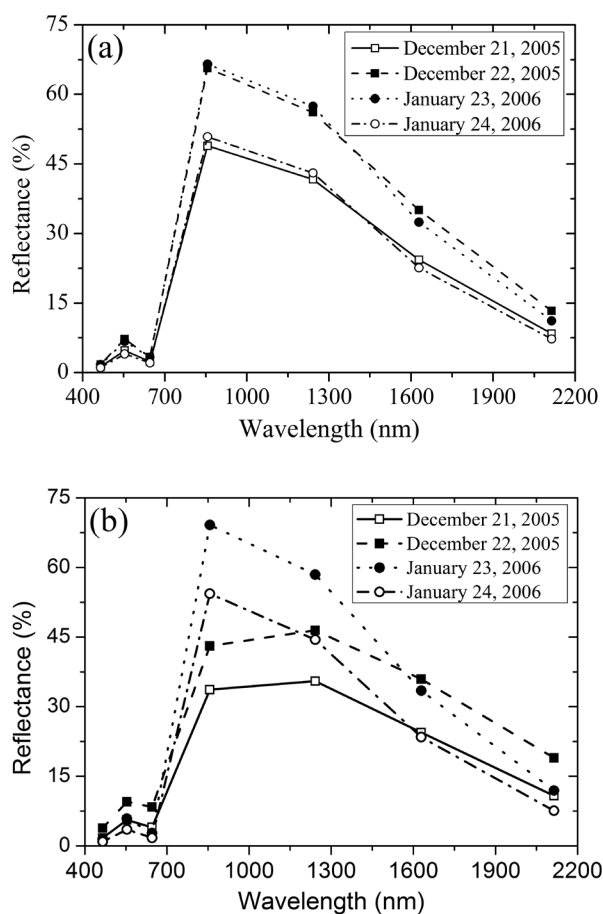 (a)
December 21, 2005
December 22, 2005
January 23, 2006
January 24, 2006
75
60
45
30
15
0
Reflectance (%)
400 700 1000 1300 1600 1900 2200
Wavelength (nm)
(b)
December 21, 2005
December 22, 2005
January 23, 2006
January 24, 2006
75
60
45
30
15
0
Reflectance (%)
400 700 1000 1300 1600 1900 2200
Wavelength (nm)